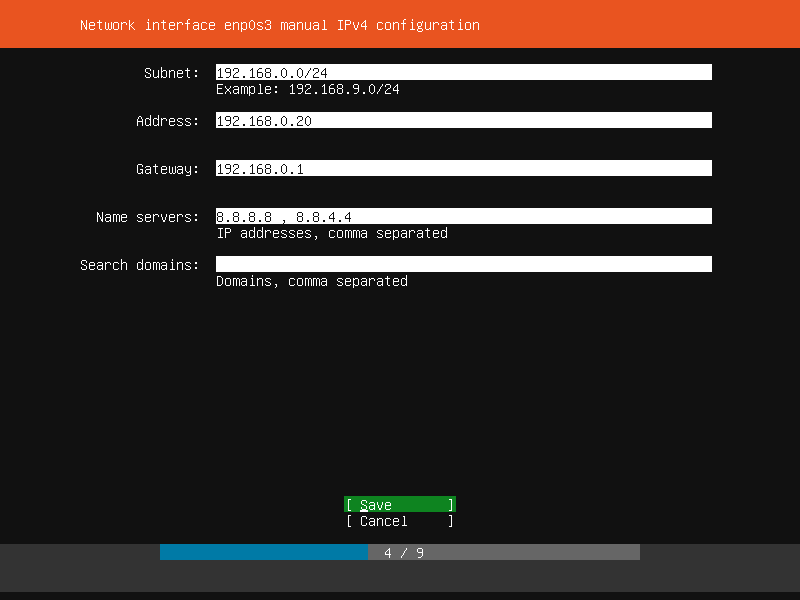 Network interface enp0s3 manual IPv4 configuration
Subnet: 192.168.0.0/24
Example: 192.168.9.0/24
Address: 192.168.0.20
Gateway: 192.168.0.1
Name servers: 8.8.8.8 , 8.8.4.4
IP addresses, comma separated
Search domains:
Domains, comma separated
[ Save ]
[ Cancel ]
4 / 9